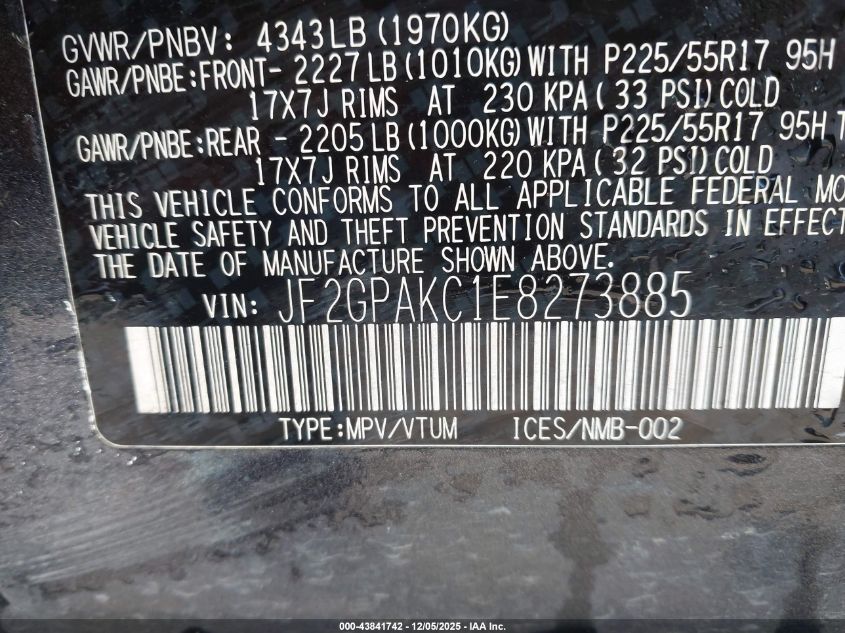 GVWR/PNBV: 4343LB (1970KG)
GAWR/PNBE:FRONT- 2227LB (1010KG) WITH P225/55R17 95H
17X7J RIMS AT 230 KPA (33 PSI) COLD
GAWR/PNBE:REAR - 2205LB (1000KG) WITH P225/55R17 95H T
17X7J RIMS AT 220 KPA (32 PSI) COLD
THIS VEHICLE CONFORMS TO ALL APPLICABLE FEDERAL MO
VEHICLE SAFETY AND THEFT PREVENTION STANDARDS IN EFFECT
THE DATE OF MANUFACTURE SHOWN ABOVE.
VIN: JF2GPAKC1E8273885
TYPE:MPV/VTUM ICES/NMB-002
000-43841742 - 12/05/2025 - IAA Inc.